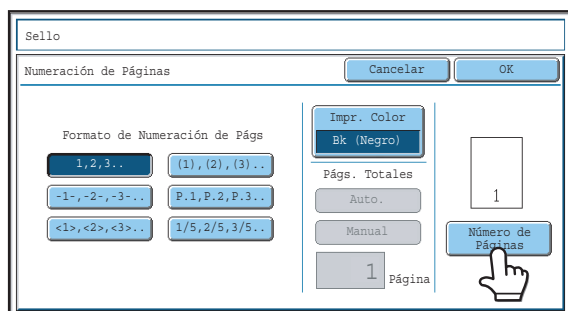 Sello
Numeración de Páginas
Cancelar
OK
Formato de Numeración de Págs
1,2,3..
(1),(2),(3)..
-1-,-2-,-3-..
P.1,P.2,P.3..
<1>,<2>,<3>..
1/5,2/5,3/5..
Impr. Color
Bk (Negro)
Págs. Totales
Auto.
Manual
1 Página
1
Número de
Páginas